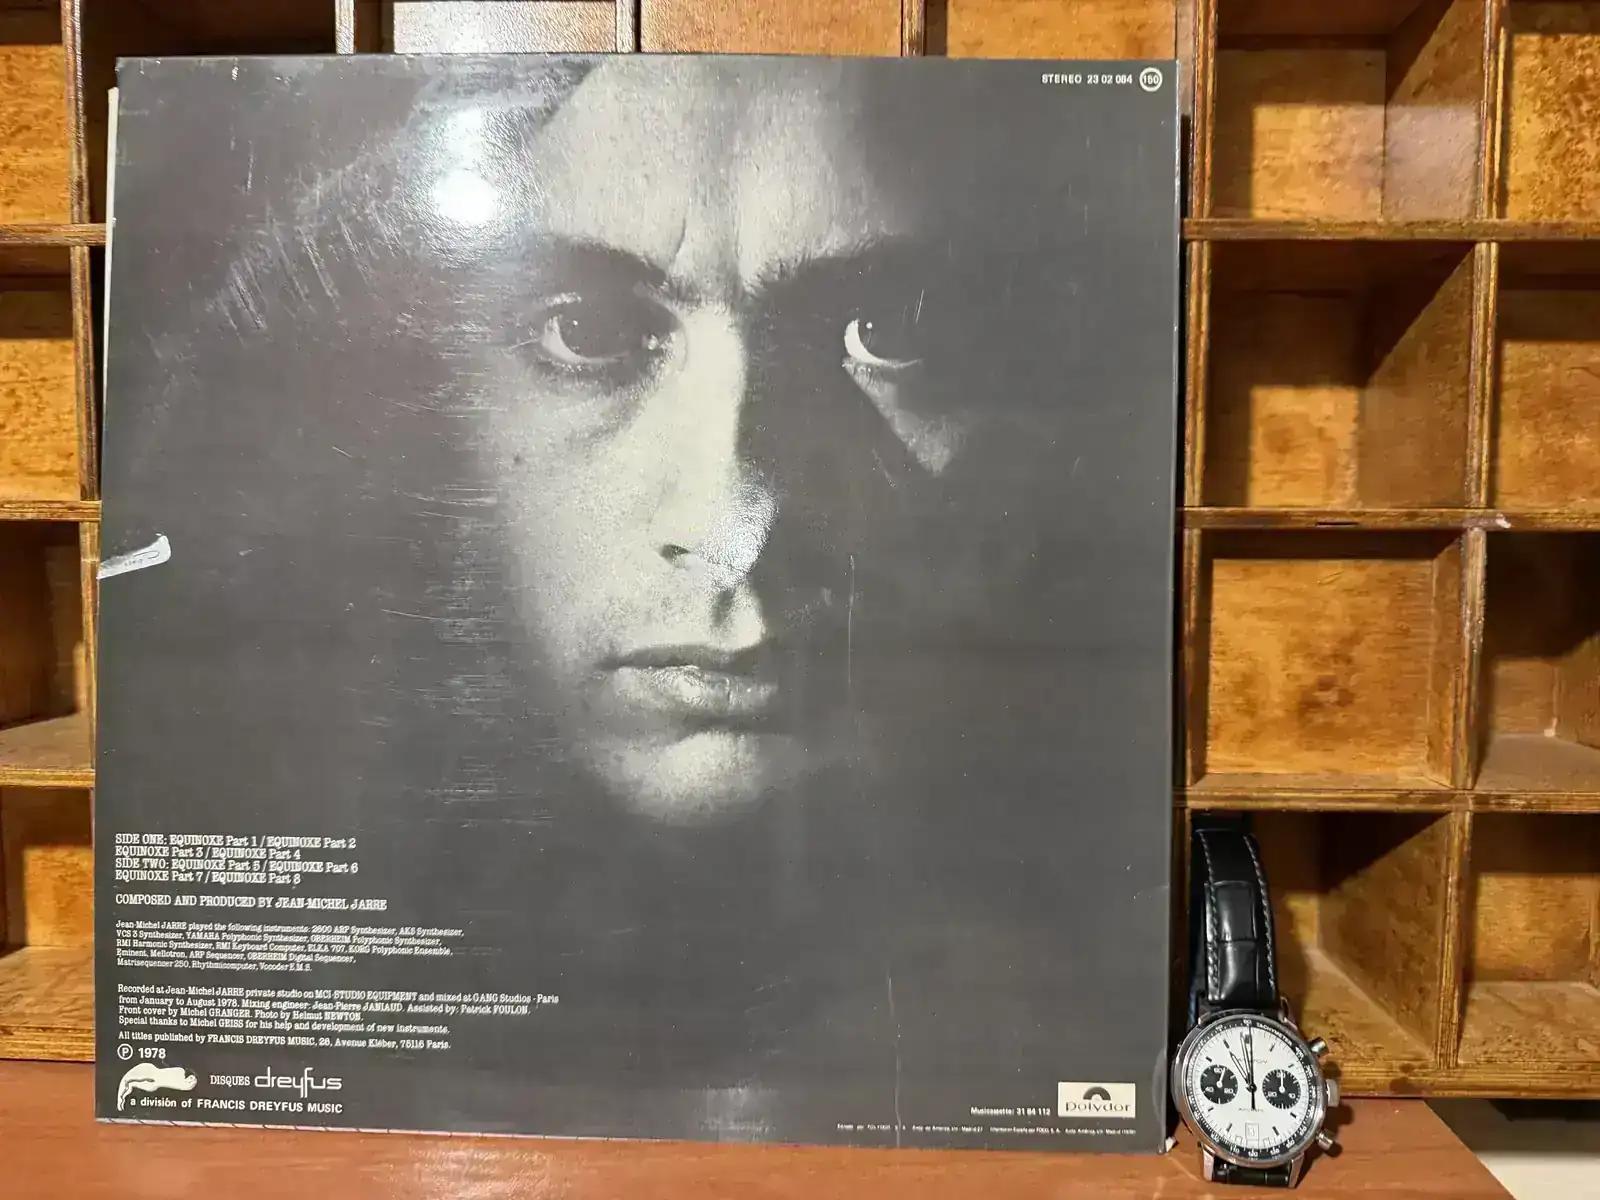 STEREO 23 02 084 150
SIDE ONE: EQUINOXE Part 1 / EQUINOXE Part 2
EQUINOXE Part 3 / EQUINOXE Part 4
SIDE TWO: EQUINOXE Part 5 / EQUINOXE Part 6
EQUINOXE Part 7 / EQUINOXE Part 8
COMPOSED AND PRODUCED BY JEAN-MICHEL JARRE
Jean-Michel JARRE played the following instruments: 2600 ARP Synthesizer, AKS Synthesizer,
VCS 3 Synthesizer, YAMAHA Polyphonic Synthesizer, OBERHEIM Polyphonic Synthesizer,
RMI Harmonic Synthesizer, RMI Keyboard Computer, ELKA 707, KORG Polyphonic Ensemble,
Eminent, Mellotron, ARP Sequencer, OBERHEIM Digital Sequencer,
Matrisequencer 250, Rhythmicomputer, Vocoder E.M.S.
Recorded at Jean-Michel JARRE private studio on MCI-STUDIO EQUIPMENT and mixed at GANG Studios - Paris
from January to August 1978. Mixing engineer: Jean-Pierre JANIAUD. Assisted by: Patrick FOULON.
Front cover by Michel GRANGER. Photo by Helmut NEWTON.
Special thanks to Michel GEISS for his help and development of new instruments.
All titles published by FRANCIS DREYFUS MUSIC, 26, Avenue Kléber, 75116 Paris.
Ⓟ 1978
DISQUES dreyfus
a division of FRANCIS DREYFUS MUSIC
Musicassette: 31 84 112
polydor
TACHYMETRE